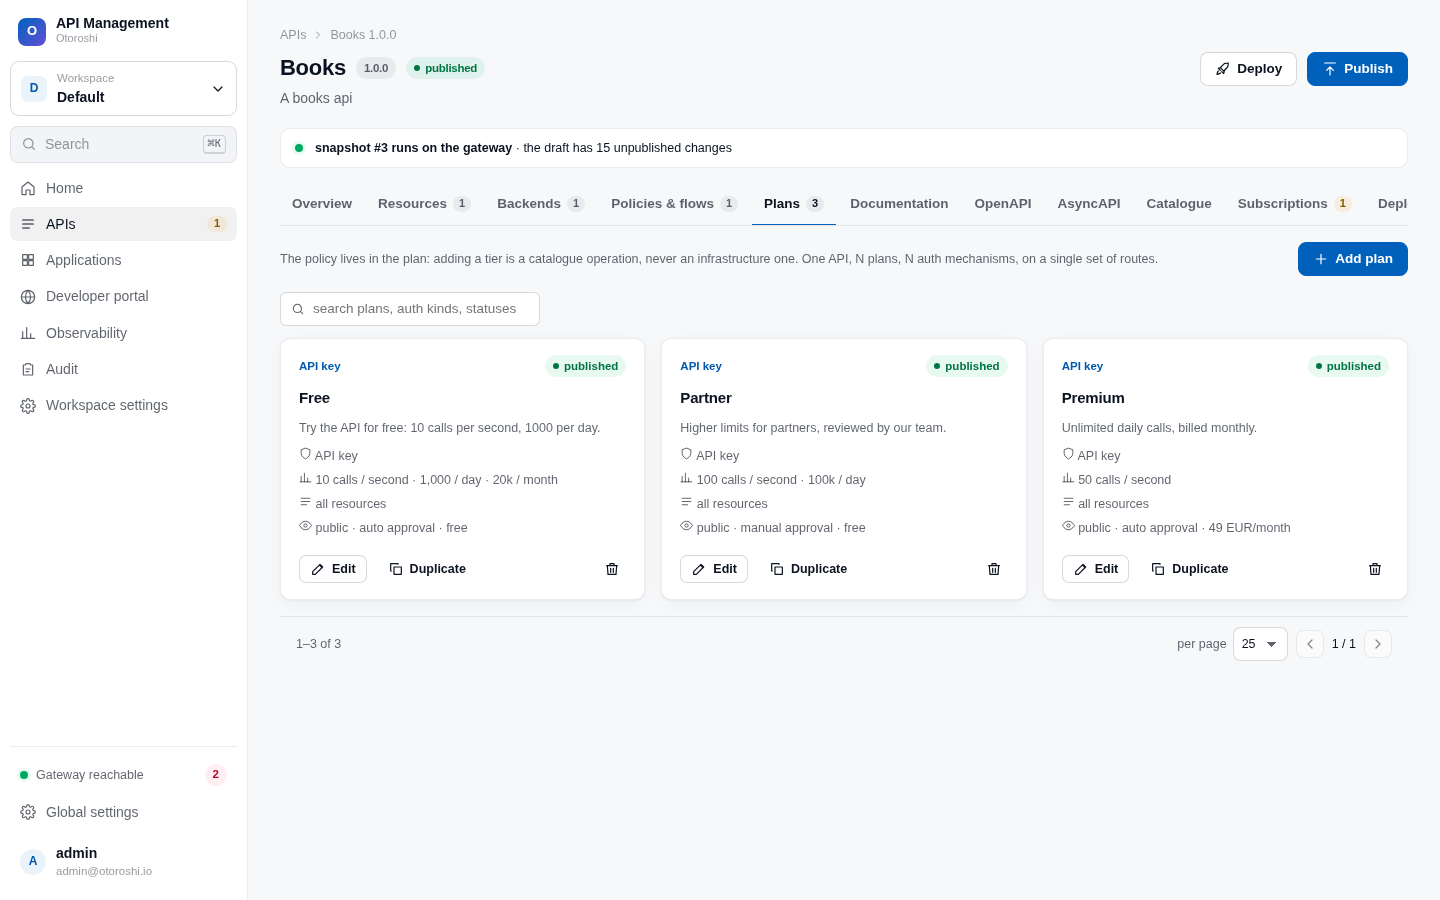 O
API Management
Otoroshi
D
Workspace
Default
Search
⌘K
Home
APIs
1
Applications
Developer portal
Observability
Audit
Workspace settings
Gateway reachable
2
Global settings
A
admin
admin@otoroshi.io
APIs
Books 1.0.0
Books
1.0.0
published
A books api
Deploy
Publish
snapshot #3 runs on the gateway · the draft has 15 unpublished changes
Overview
Resources 1
Backends 1
Policies & flows 1
Plans 3
Documentation
OpenAPI
AsyncAPI
Catalogue
Subscriptions 1
Depl
The policy lives in the plan: adding a tier is a catalogue operation, never an infrastructure one. One API, N plans, N auth mechanisms, on a single set of routes.
Add plan
search plans, auth kinds, statuses
API key
published
Free
Try the API for free: 10 calls per second, 1000 per day.
API key
10 calls / second · 1,000 / day · 20k / month
all resources
public · auto approval · free
Edit
Duplicate
API key
published
Partner
Higher limits for partners, reviewed by our team.
API key
100 calls / second · 100k / day
all resources
public · manual approval · free
Edit
Duplicate
API key
published
Premium
Unlimited daily calls, billed monthly.
API key
50 calls / second
all resources
public · auto approval · 49 EUR/month
Edit
Duplicate
1–3 of 3
per page
25
1 / 1